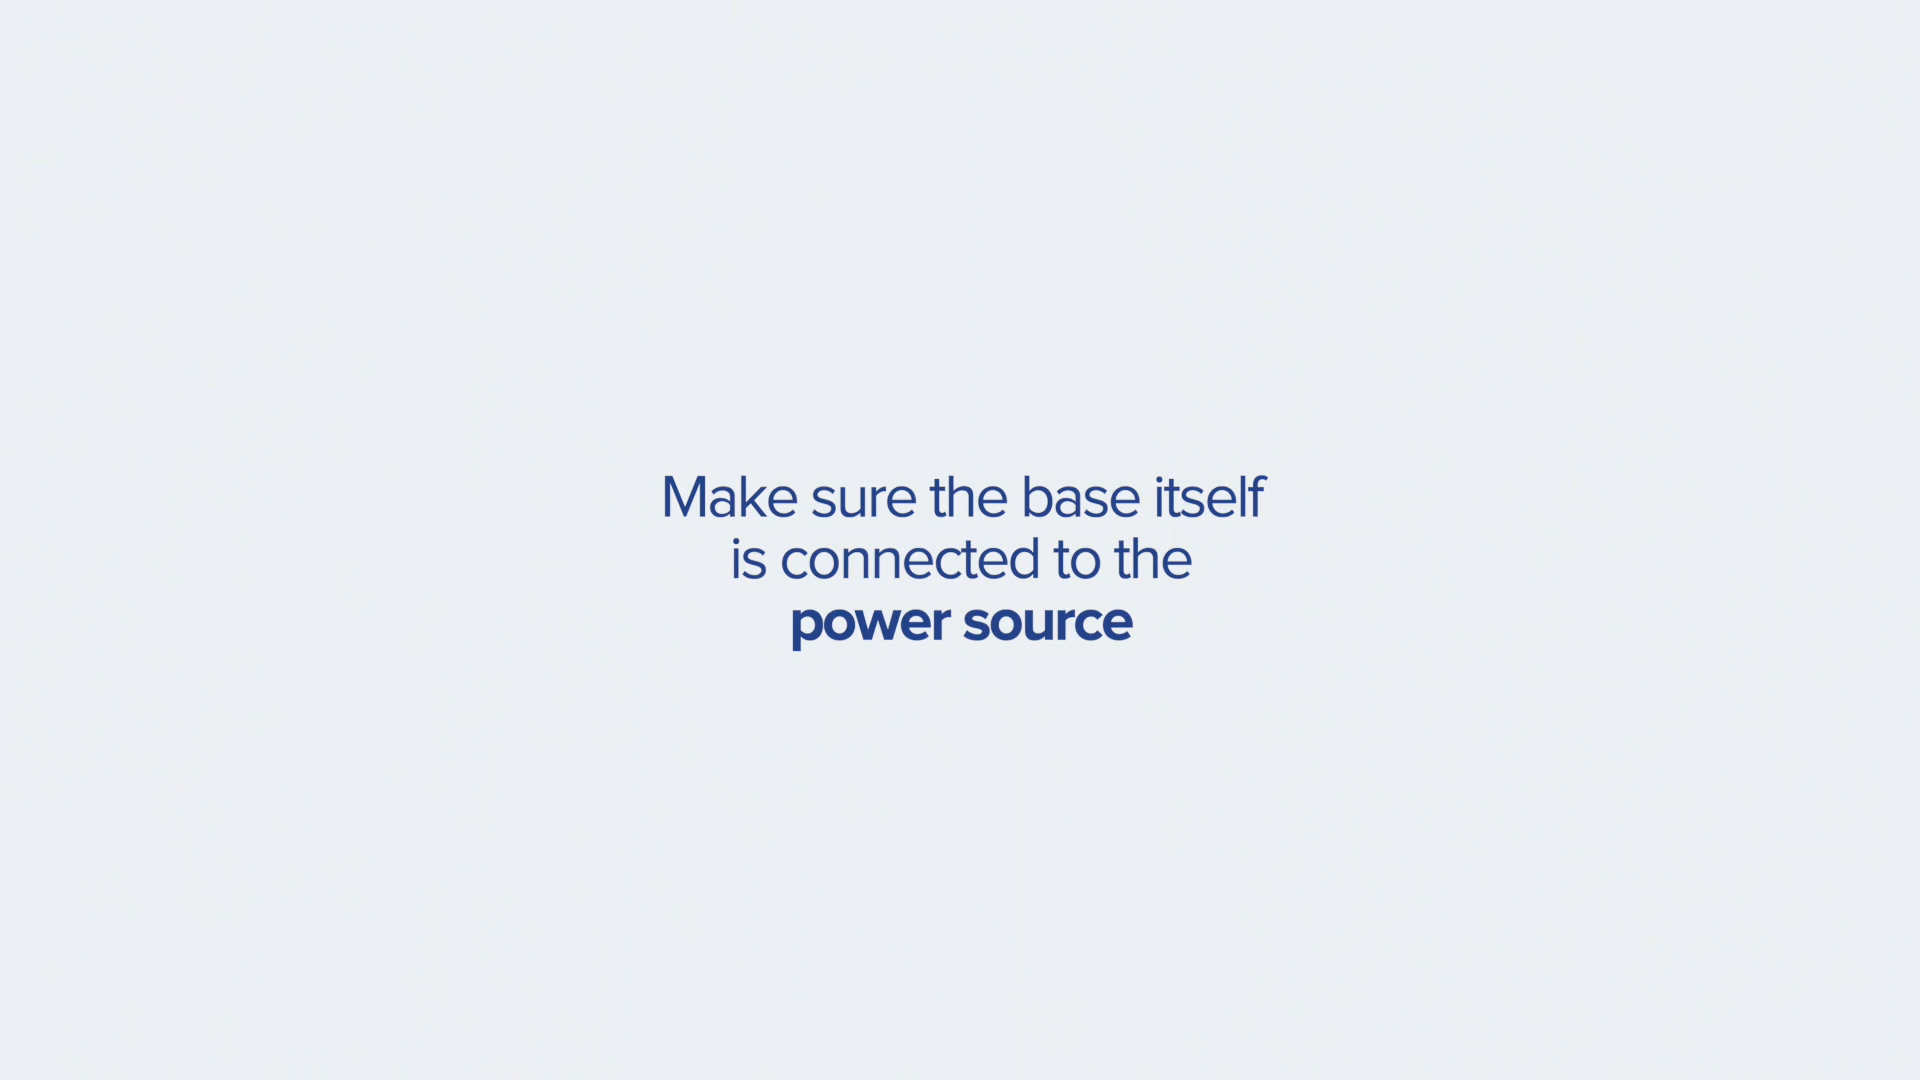 Make sure the base itself
is connected to the
power source